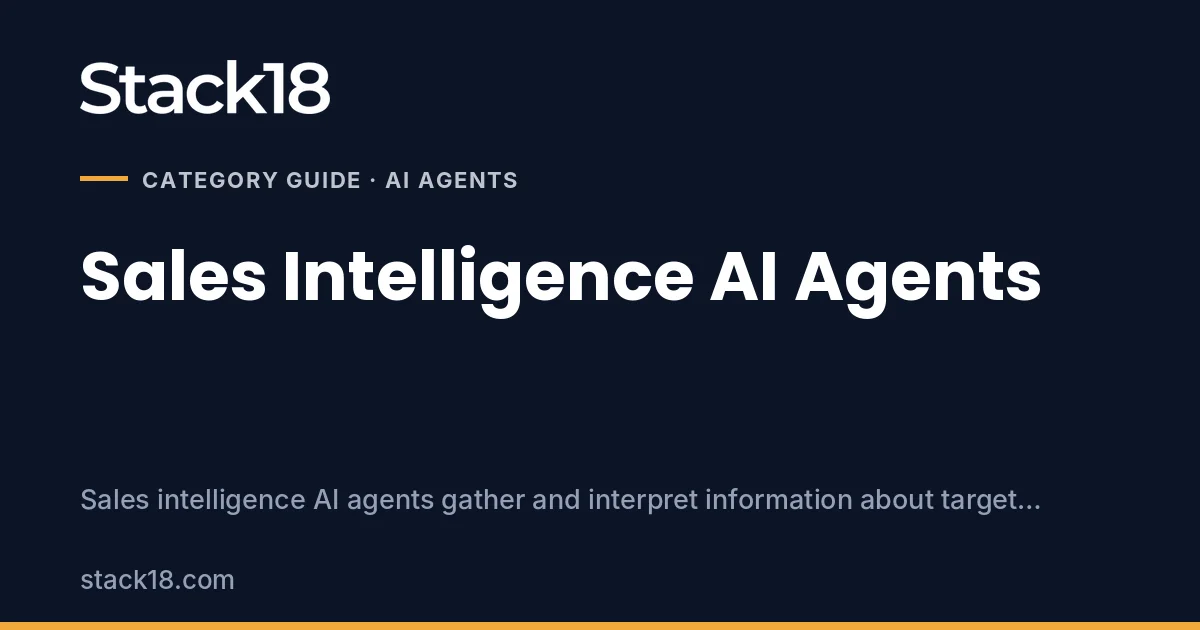 Stack18
CATEGORY GUIDE · AI AGENTS
Sales Intelligence AI Agents
Sales intelligence AI agents gather and interpret information about target...
stack18.com